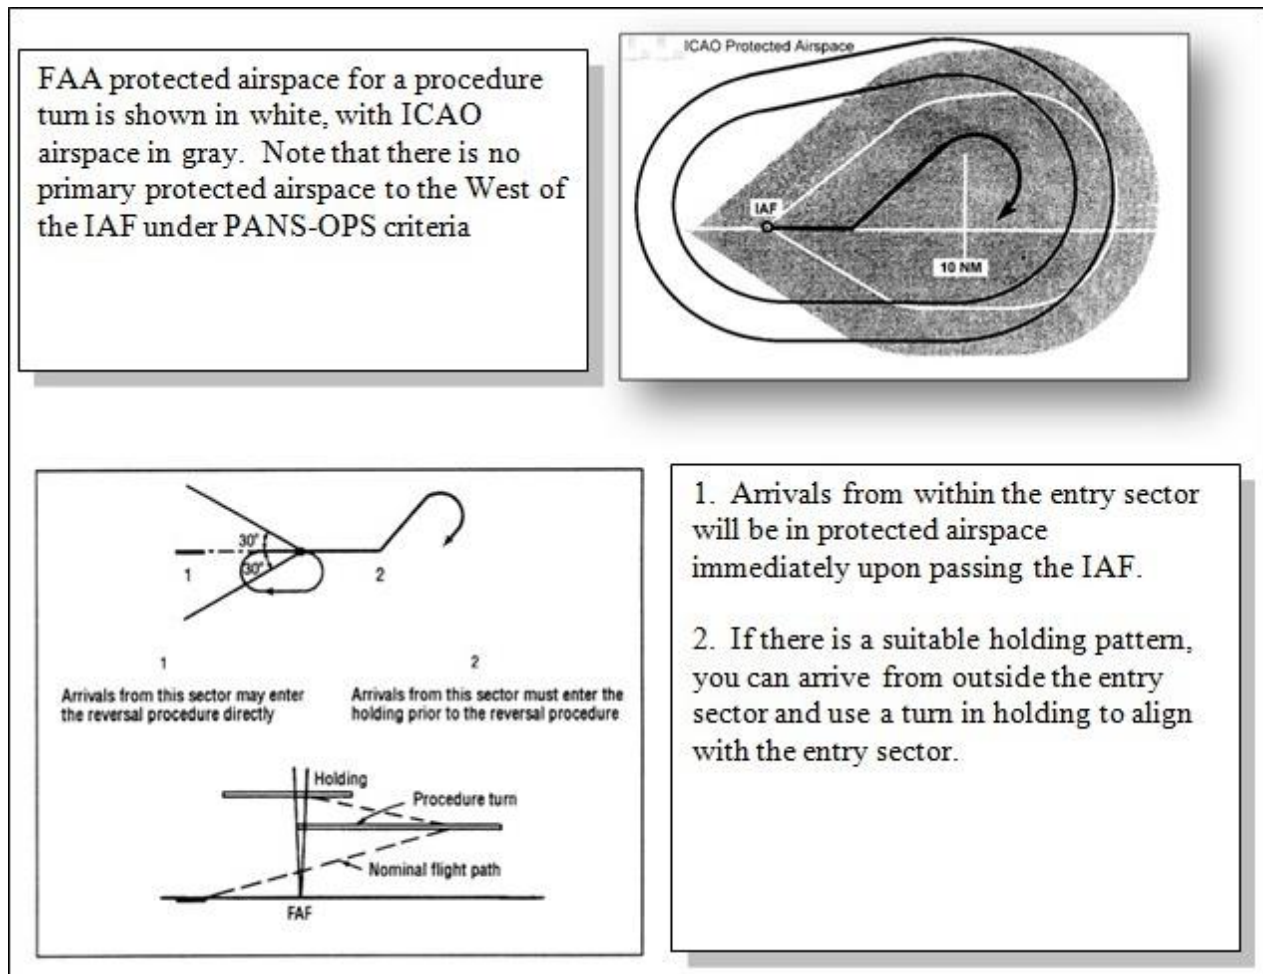 FAA protected airspace for a procedure
turn is shown in white, with ICAO
airspace in gray.  Note that there is no
primary protected airspace to the West of
the IAF under PANS-OPS criteria
ICAO Protected Airspace
IAF
10 NM
30°
30°
1
2
1
2
Arrivals from this sector may enter
the reversal procedure directly
Arrivals from this sector must enter the
holding prior to the reversal procedure
Holding
Procedure turn
Nominal flight path
FAF
1.  Arrivals from within the entry sector
will be in protected airspace
immediately upon passing the IAF.
2.  If there is a suitable holding pattern,
you can arrive from outside the entry
sector and use a turn in holding to align
with the entry sector.